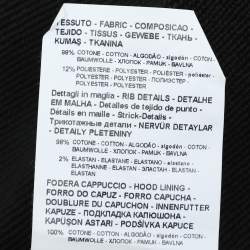 TESSUTO - FABRIC - COMPOSICAO -
TEJIDO - TISSUS - GEWEBE - ТКАНЬ -
KUMAŞ - TKANINA
88% COTONE - COTTON - ALGODÃO - algodón - COTON -
BAUMWOLLE - ХЛОПОК - PAMUK - BAVLNA
12% POLIESTERE - POLYESTER - POLIESTER - poliéster -
POLYESTER - POLYESTER -
POLYESTER
Dettagli in maglia - RIB DETAILS - DETALHE
EM MALHA - Detalles de tejido de punto -
Détails en maille - Strick-Details -
Трикотажные детали - NERVÜR DETAYLAR
- DETAILY PLETENINY
98% COTONE - COTTON - ALGODÃO - algodón - COTON -
BAUMWOLLE - ХЛОПОК - PAMUK - BAVLNA
2% ELASTAN - ELASTANE - ELASTANO - elastano -
ELASTHANNE - ELASTHAN -
ELASTAN - ELASTAN
FODERA CAPPUCCIO - HOOD LINING -
FORRO DO CAPUZ - FORRO CAPUCHA -
DOUBLURE DU CAPUCHON - INNENFUTTER
KAPUZE - ПОДКЛАДКА КАПЮШОНА -
KAPÜŞON ASTARI - PODŠÍVKA KAPUCE
100% COTONE - COTTON - ALGODÃO - algodón - COTON -
BAUMWOLLE - ХЛОПОК - PAMUK - BAVLNA